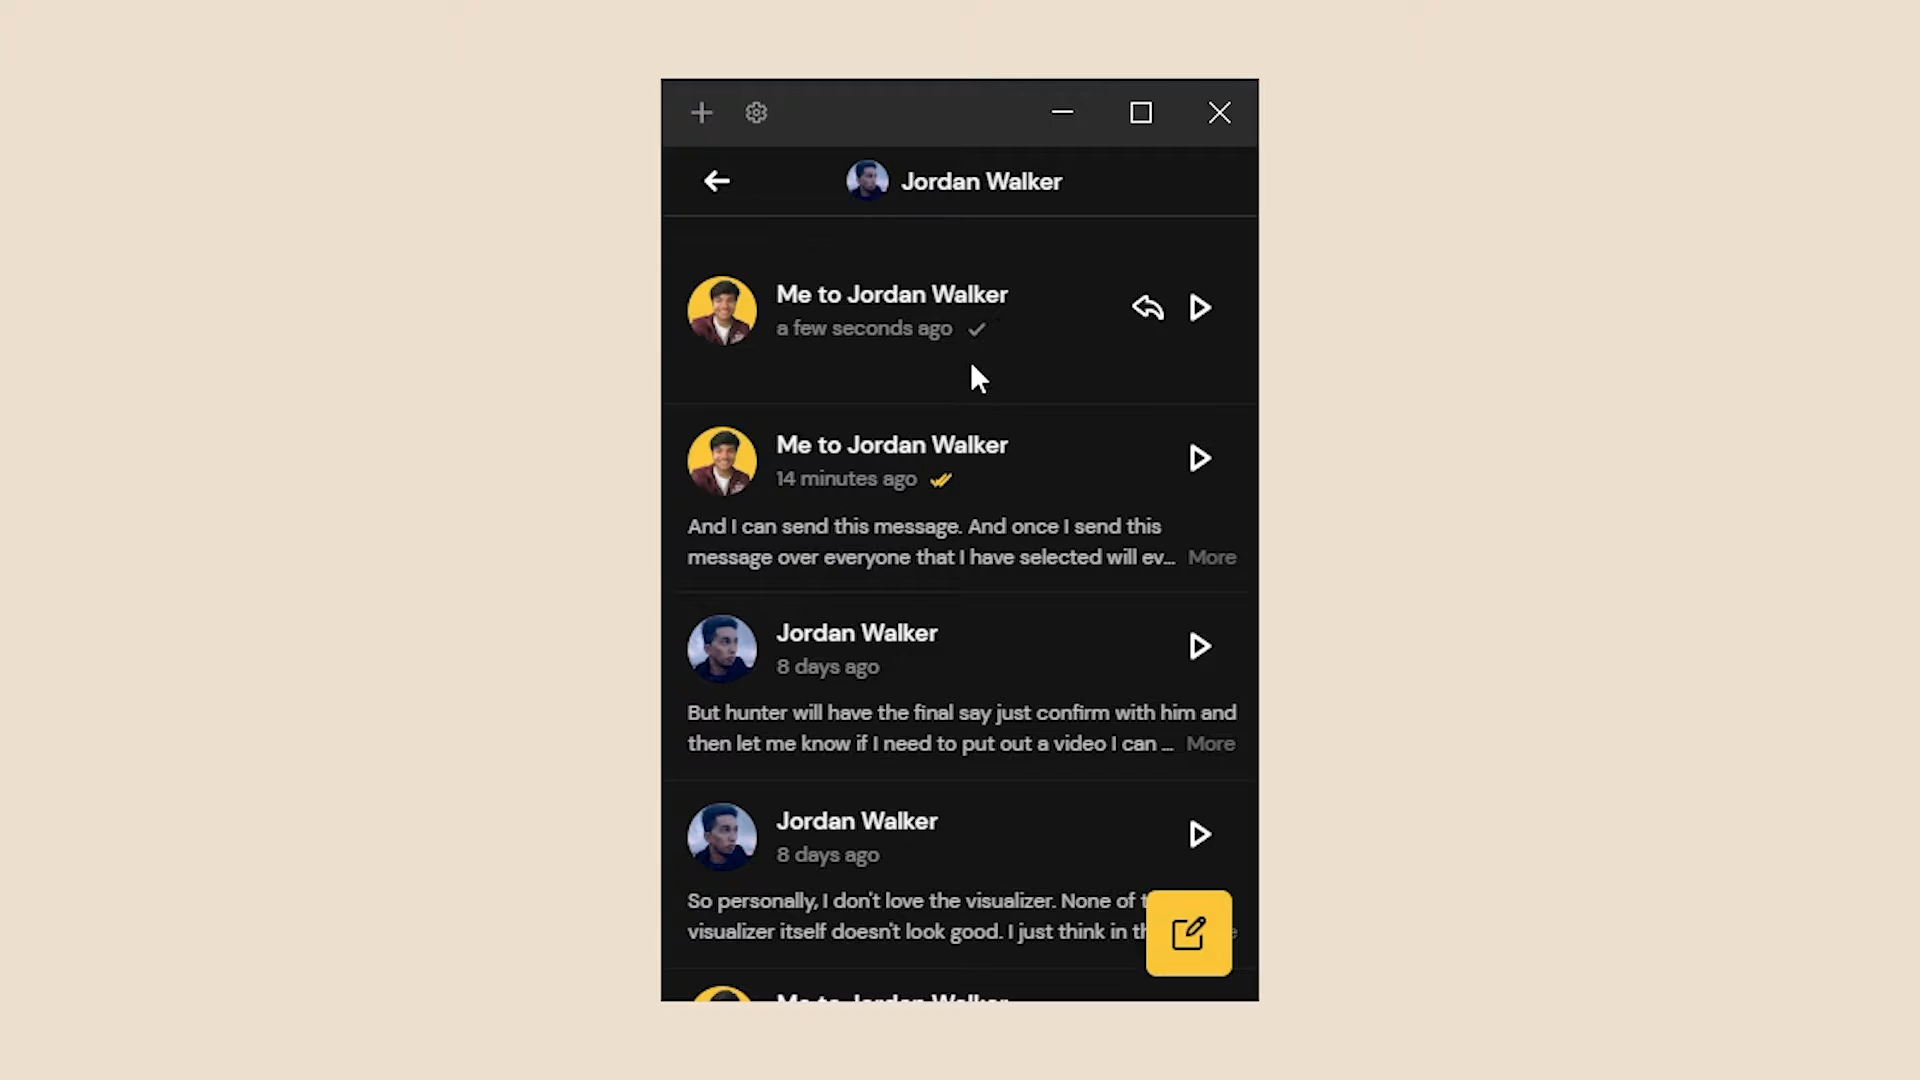 Jordan Walker
Me to Jordan Walker
a few seconds ago
Me to Jordan Walker
14 minutes ago
And I can send this message. And once I send this
message over everyone that I have selected will ev... More
Jordan Walker
8 days ago
But hunter will have the final say just confirm with him and
then let me know if I need to put out a video I can ... More
Jordan Walker
8 days ago
So personally, I don't love the visualizer. None of
visualizer itself doesn't look good. I just think in
Me to Jordan Walker